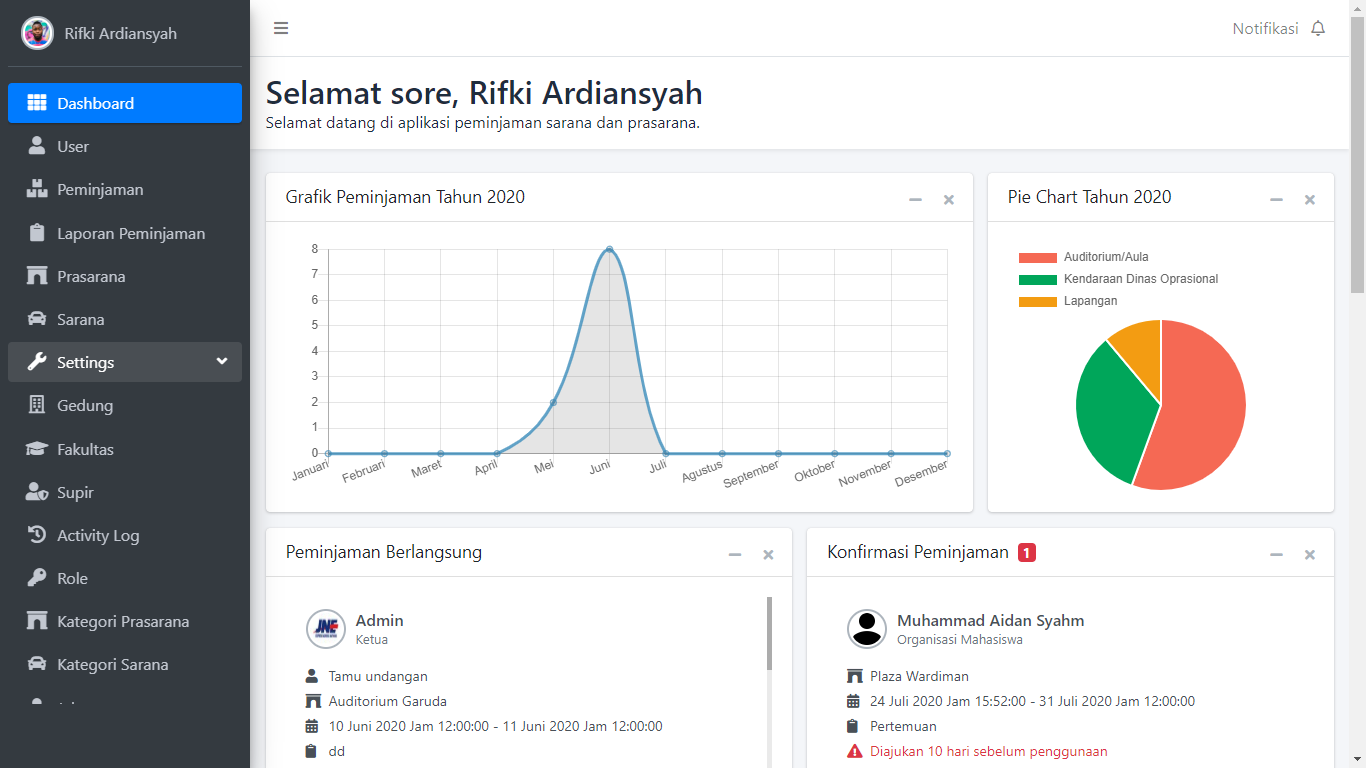 Rifki Ardiansyah
Dashboard
User
Peminjaman
Laporan Peminjaman
Prasarana
Sarana
Settings
Gedung
Fakultas
Supir
Activity Log
Role
Kategori Prasarana
Kategori Sarana
Notifikasi
Selamat sore, Rifki Ardiansyah
Selamat datang di aplikasi peminjaman sarana dan prasarana.
Grafik Peminjaman Tahun 2020
8
7
6
5
4
3
2
1
0
Januari Februari Maret April Mei Juni Juli Agustus September Oktober November Desember
Pie Chart Tahun 2020
Auditorium/Aula
Kendaraan Dinas Oprasional
Lapangan
Peminjaman Berlangsung
JNE
Admin
Ketua
Tamu undangan
Auditorium Garuda
10 Juni 2020 Jam 12:00:00 - 11 Juni 2020 Jam 12:00:00
dd
Konfirmasi Peminjaman 1
Muhammad Aidan Syahm
Organisasi Mahasiswa
Plaza Wardiman
24 Juli 2020 Jam 15:52:00 - 31 Juli 2020 Jam 12:00:00
Pertemuan
Diajukan 10 hari sebelum penggunaan